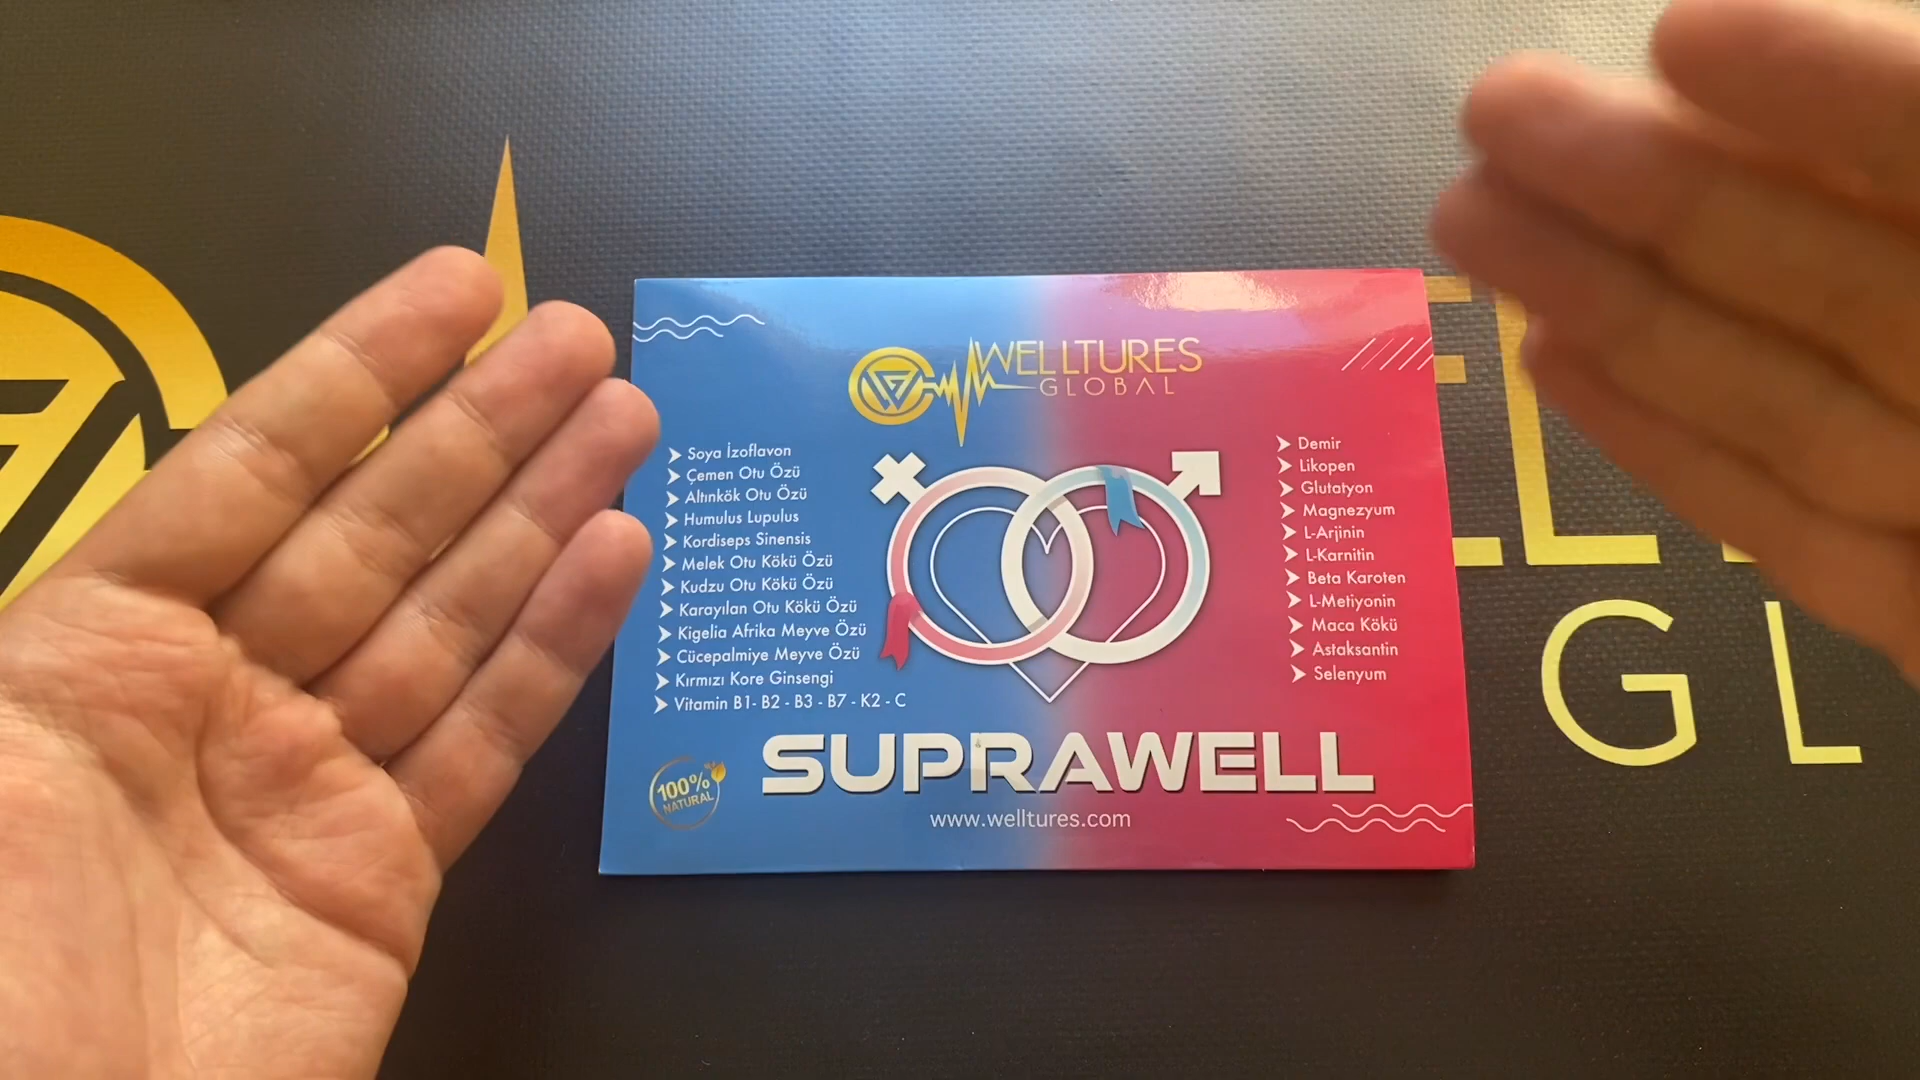 WELLTURES
GLOBAL
Soya İzoflavon
Çemen Otu Özü
Altınkök Otu Özü
Humulus Lupulus
Kordiseps Sinensis
Melek Otu Kökü Özü
Kudzu Otu Kökü Özü
Karayılan Otu Kökü Özü
Kigelia Afrika Meyve Özü
Cücepalmiye Meyve Özü
Kırmızı Kore Ginsengi
Vitamin B1- B2 - B3 - B7 - K2 - C
Demir
Likopen
Glutatyon
Magnezyum
L-Arjinin
L-Karnitin
Beta Karoten
L-Metiyonin
Maca Kökü
Astaksantin
Selenyum
100%
NATURAL
SUPRAWELL
www.welltures.com
GL